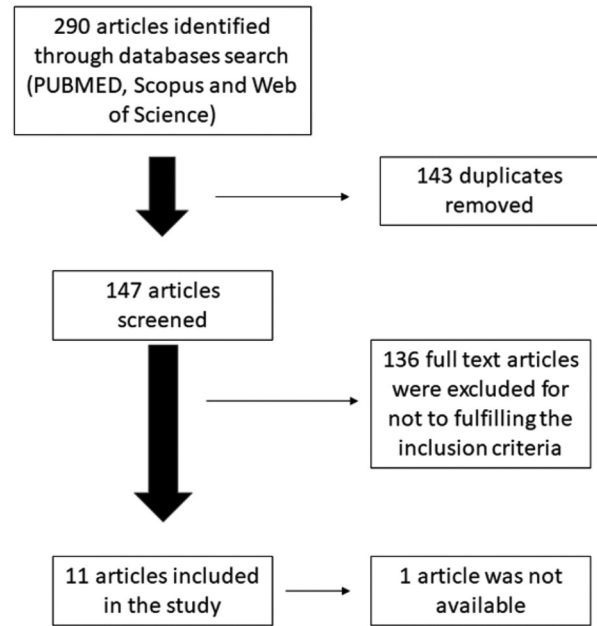 290 articles identified
through databases search
(PUBMED, Scopus and Web
of Science)
143 duplicates
removed
147 articles
screened
136 full text articles
were excluded for
not to fulfilling the
inclusion criteria
11 articles included
in the study
1 article was not
available